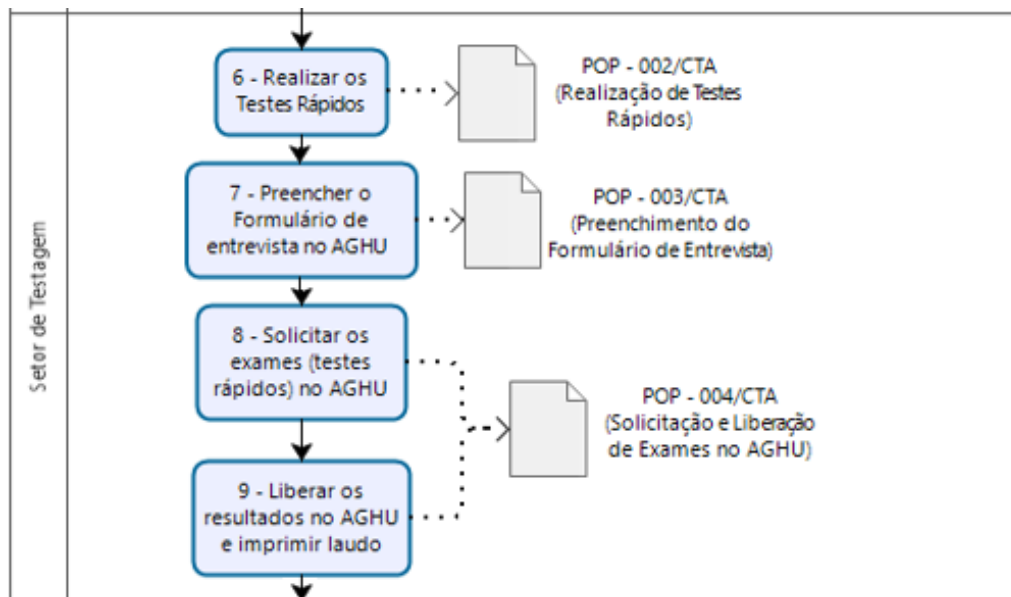 Setor de Testagem
6 - Realizar os
Testes Rápidos
POP - 002/CTA
(Realização de Testes
Rápidos)
7 - Preencher o
Formulário de
entrevista no AGHU
POP - 003/CTA
(Preenchimento do
Formulário de Entrevista)
8 - Solicitar os
exames (testes
rápidos) no AGHU
POP - 004/CTA
(Solicitação e Liberação
de Exames no AGHU)
9 - Liberar os
resultados no AGHU
e imprimir laudo